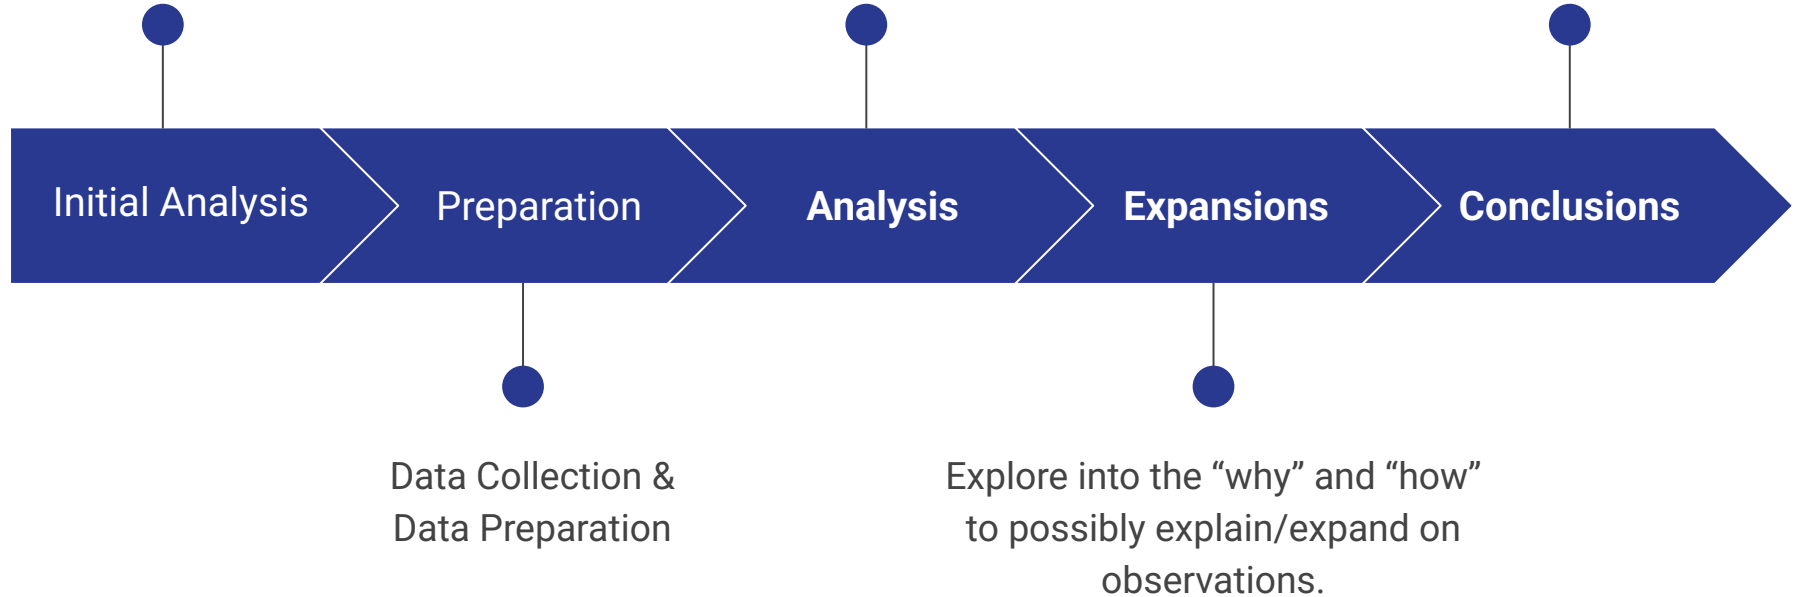 Initial Analysis
Preparation
Analysis
Expansions
Conclusions
Data Collection &
Data Preparation
Explore into the “why” and “how”
to possibly explain/expand on
observations.